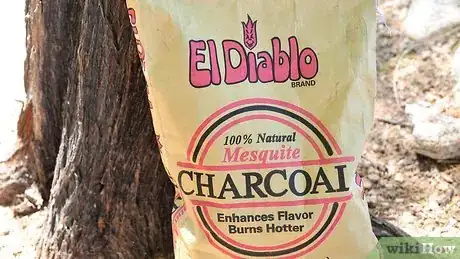 El Diablo
BRAND
100% Natural
Mesquite
CHARCOAL
Enhances Flavor
Burns Hotter
wikiHow